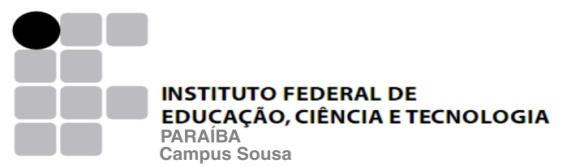 INSTITUTO FEDERAL DE
EDUCAÇÃO, CIÊNCIA E TECNOLOGIA
PARAÍBA
Campus Sousa